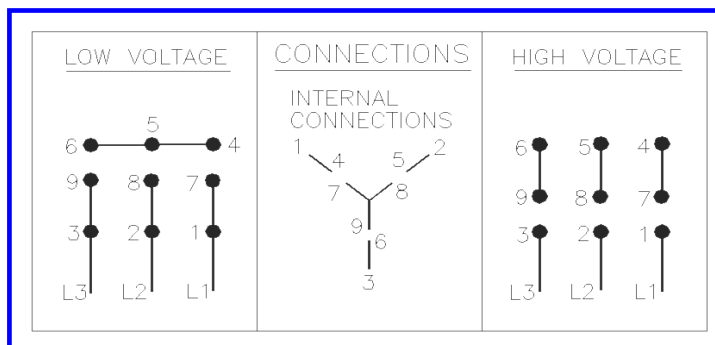 LOW VOLTAGE
6 5 4
9 8 7
3 2 1
L3 L2 L1
CONNECTIONS
INTERNAL
CONNECTIONS
1 4 5 2
7 8
9
6
3
HIGH VOLTAGE
6 5 4
9 8 7
3 2 1
L3 L2 L1